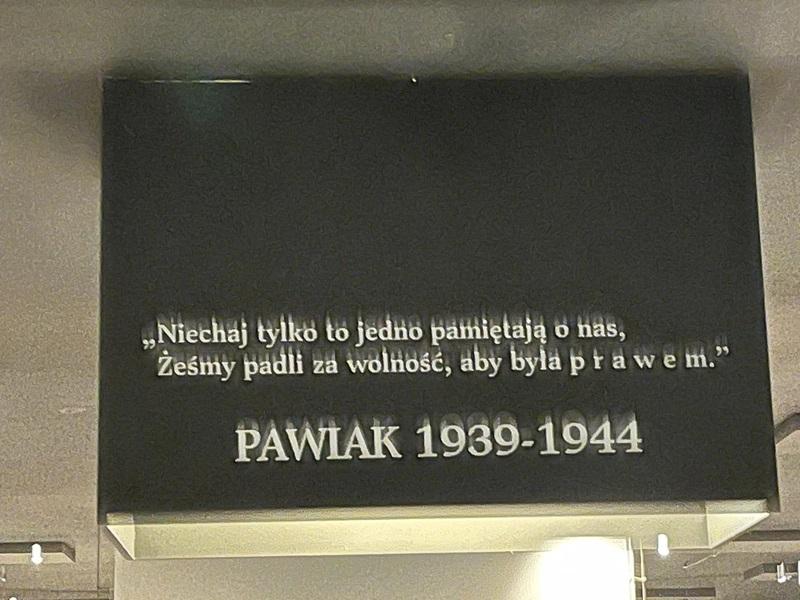 „Niechaj tylko to jedno pamiętają o nas,
Żeśmy padli za wolność, aby była p r a w e m.”
PAWIAK 1939-1944